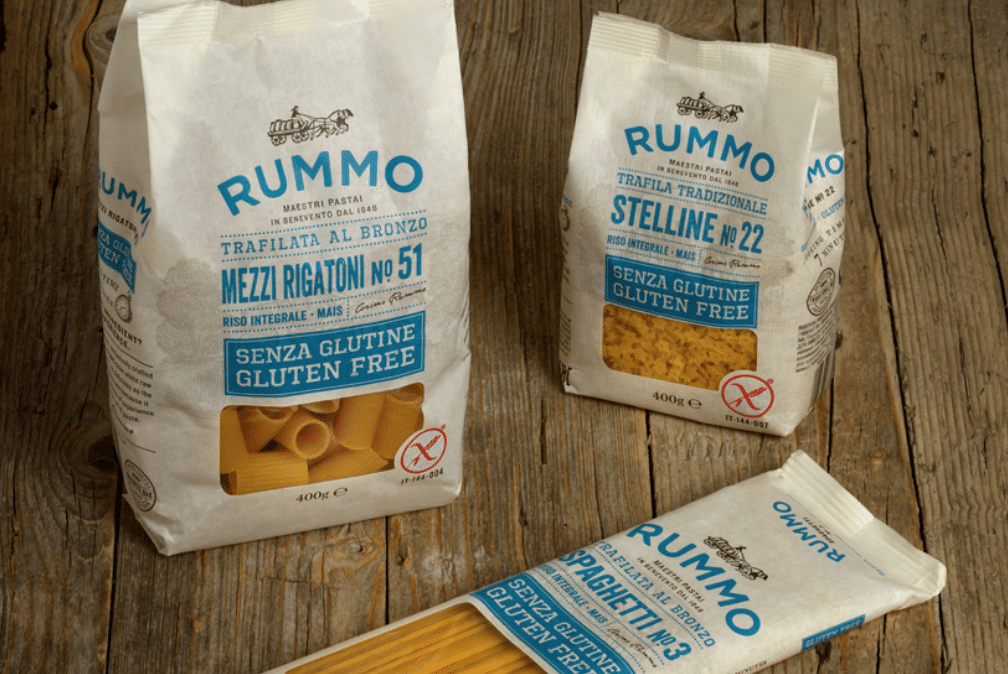 RUMMO
MAESTRI PASTAI
IN BENEVENTO DAL 1846
TRAFILATA AL BRONZO
MEZZI RIGATONI Nº 51
RISO INTEGRALE - MAIS
SENZA GLUTINE
GLUTEN FREE
400g ℮
IT-144-004
RUMMO
MAESTRI PASTAI
IN BENEVENTO DAL 1846
TRAFILA TRADIZIONALE
STELLINE Nº 22
RISO INTEGRALE - MAIS
SENZA GLUTINE
GLUTEN FREE
400g ℮
IT-144-007
RUMMO
RUMMO
MAESTRI PASTAI
IN BENEVENTO DAL 1846
TRAFILATA AL BRONZO
SPAGHETTI Nº 3
RISO INTEGRALE - MAIS
SENZA GLUTINE
GLUTEN FREE
GLUTEN FREE
MINUTES